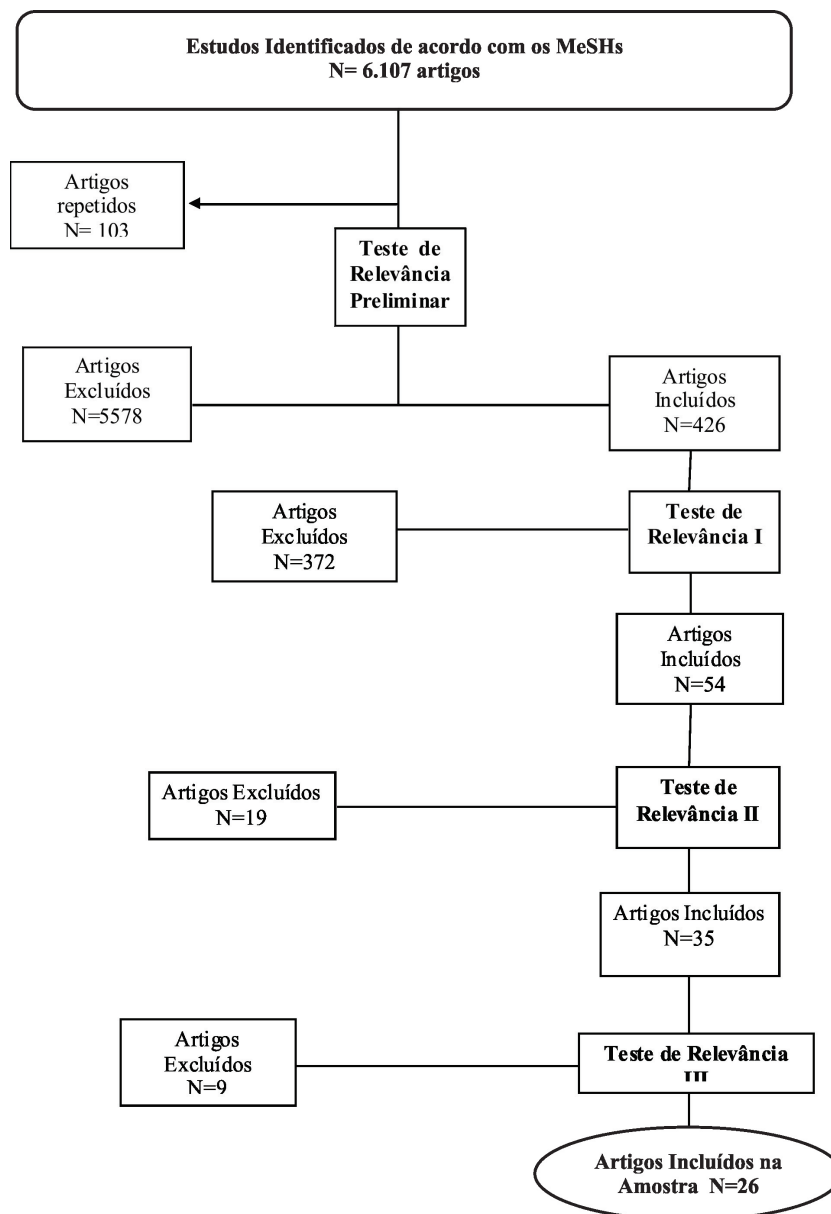 Estudos Identificados de acordo com os MeSHs
N= 6.107 artigos
Artigos
repetidos
N= 103
Teste de
Relevância
Preliminar
Artigos
Excluídos
N=5578
Artigos
Incluídos
N=426
Artigos
Excluídos
N=372
Teste de
Relevância I
Artigos
Incluídos
N=54
Artigos Excluídos
N=19
Teste de
Relevância II
Artigos Incluídos
N=35
Artigos
Excluídos
N=9
Teste de Relevância
III
Artigos Incluídos na
Amostra N=26